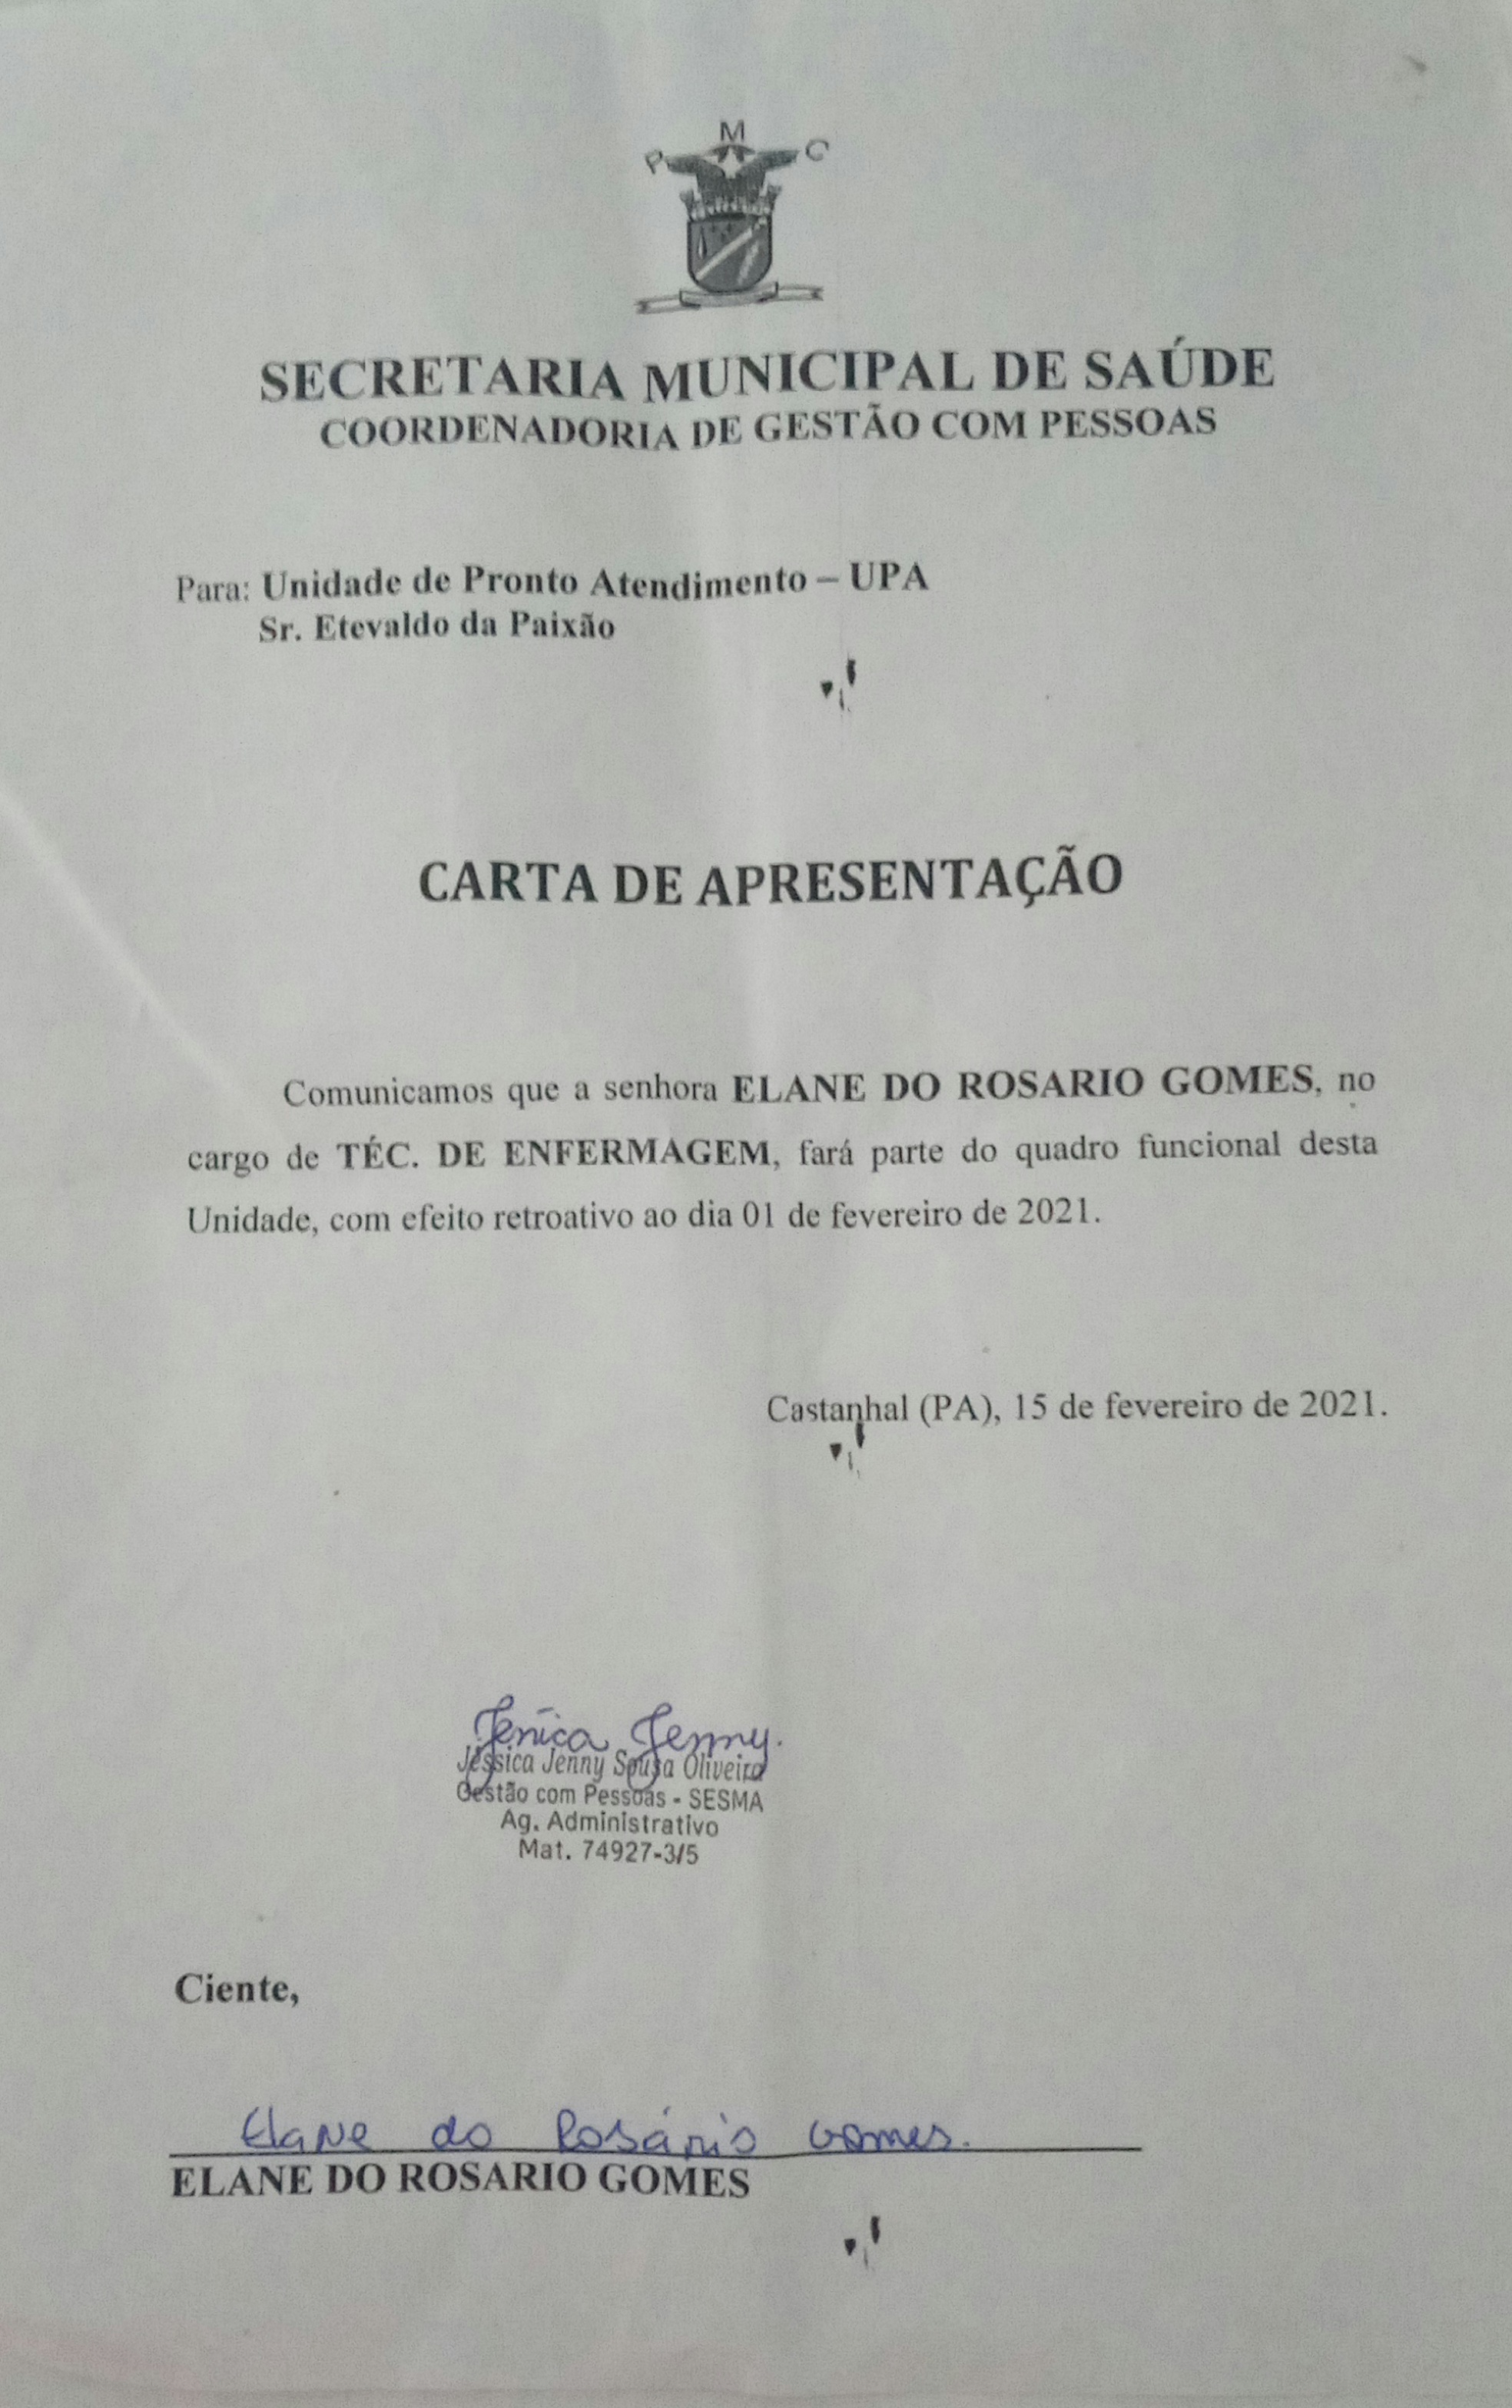 P M C
SECRETARIA MUNICIPAL DE SAÚDE
COORDENADORIA DE GESTÃO COM PESSOAS
Para: Unidade de Pronto Atendimento – UPA
Sr. Etevaldo da Paixão
CARTA DE APRESENTAÇÃO
Comunicamos que a senhora ELANE DO ROSARIO GOMES, no
cargo de TÉC. DE ENFERMAGEM, fará parte do quadro funcional desta
Unidade, com efeito retroativo ao dia 01 de fevereiro de 2021.
Castanhal (PA), 15 de fevereiro de 2021.
Jéssica Jenny.
Jéssica Jenny Sousa Oliveira
Gestão com Pessoas - SESMA
Ag. Administrativo
Mat. 74927-3/5
Ciente,
Elane do Rosário Gomes.
ELANE DO ROSARIO GOMES